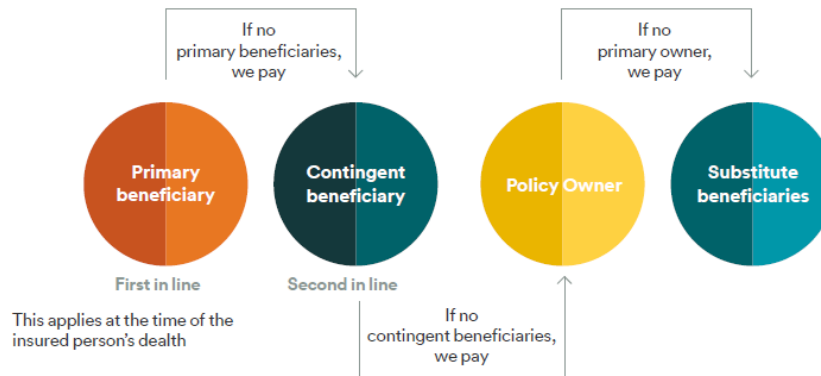 If no
primary beneficiaries,
we pay
If no
primary owner,
we pay
Primary
beneficiary
Contingent
beneficiary
Policy Owner
Substitute
beneficiaries
First in line
Second in line
This applies at the time of the
insured person's dealth
If no
contingent beneficiaries,
we pay